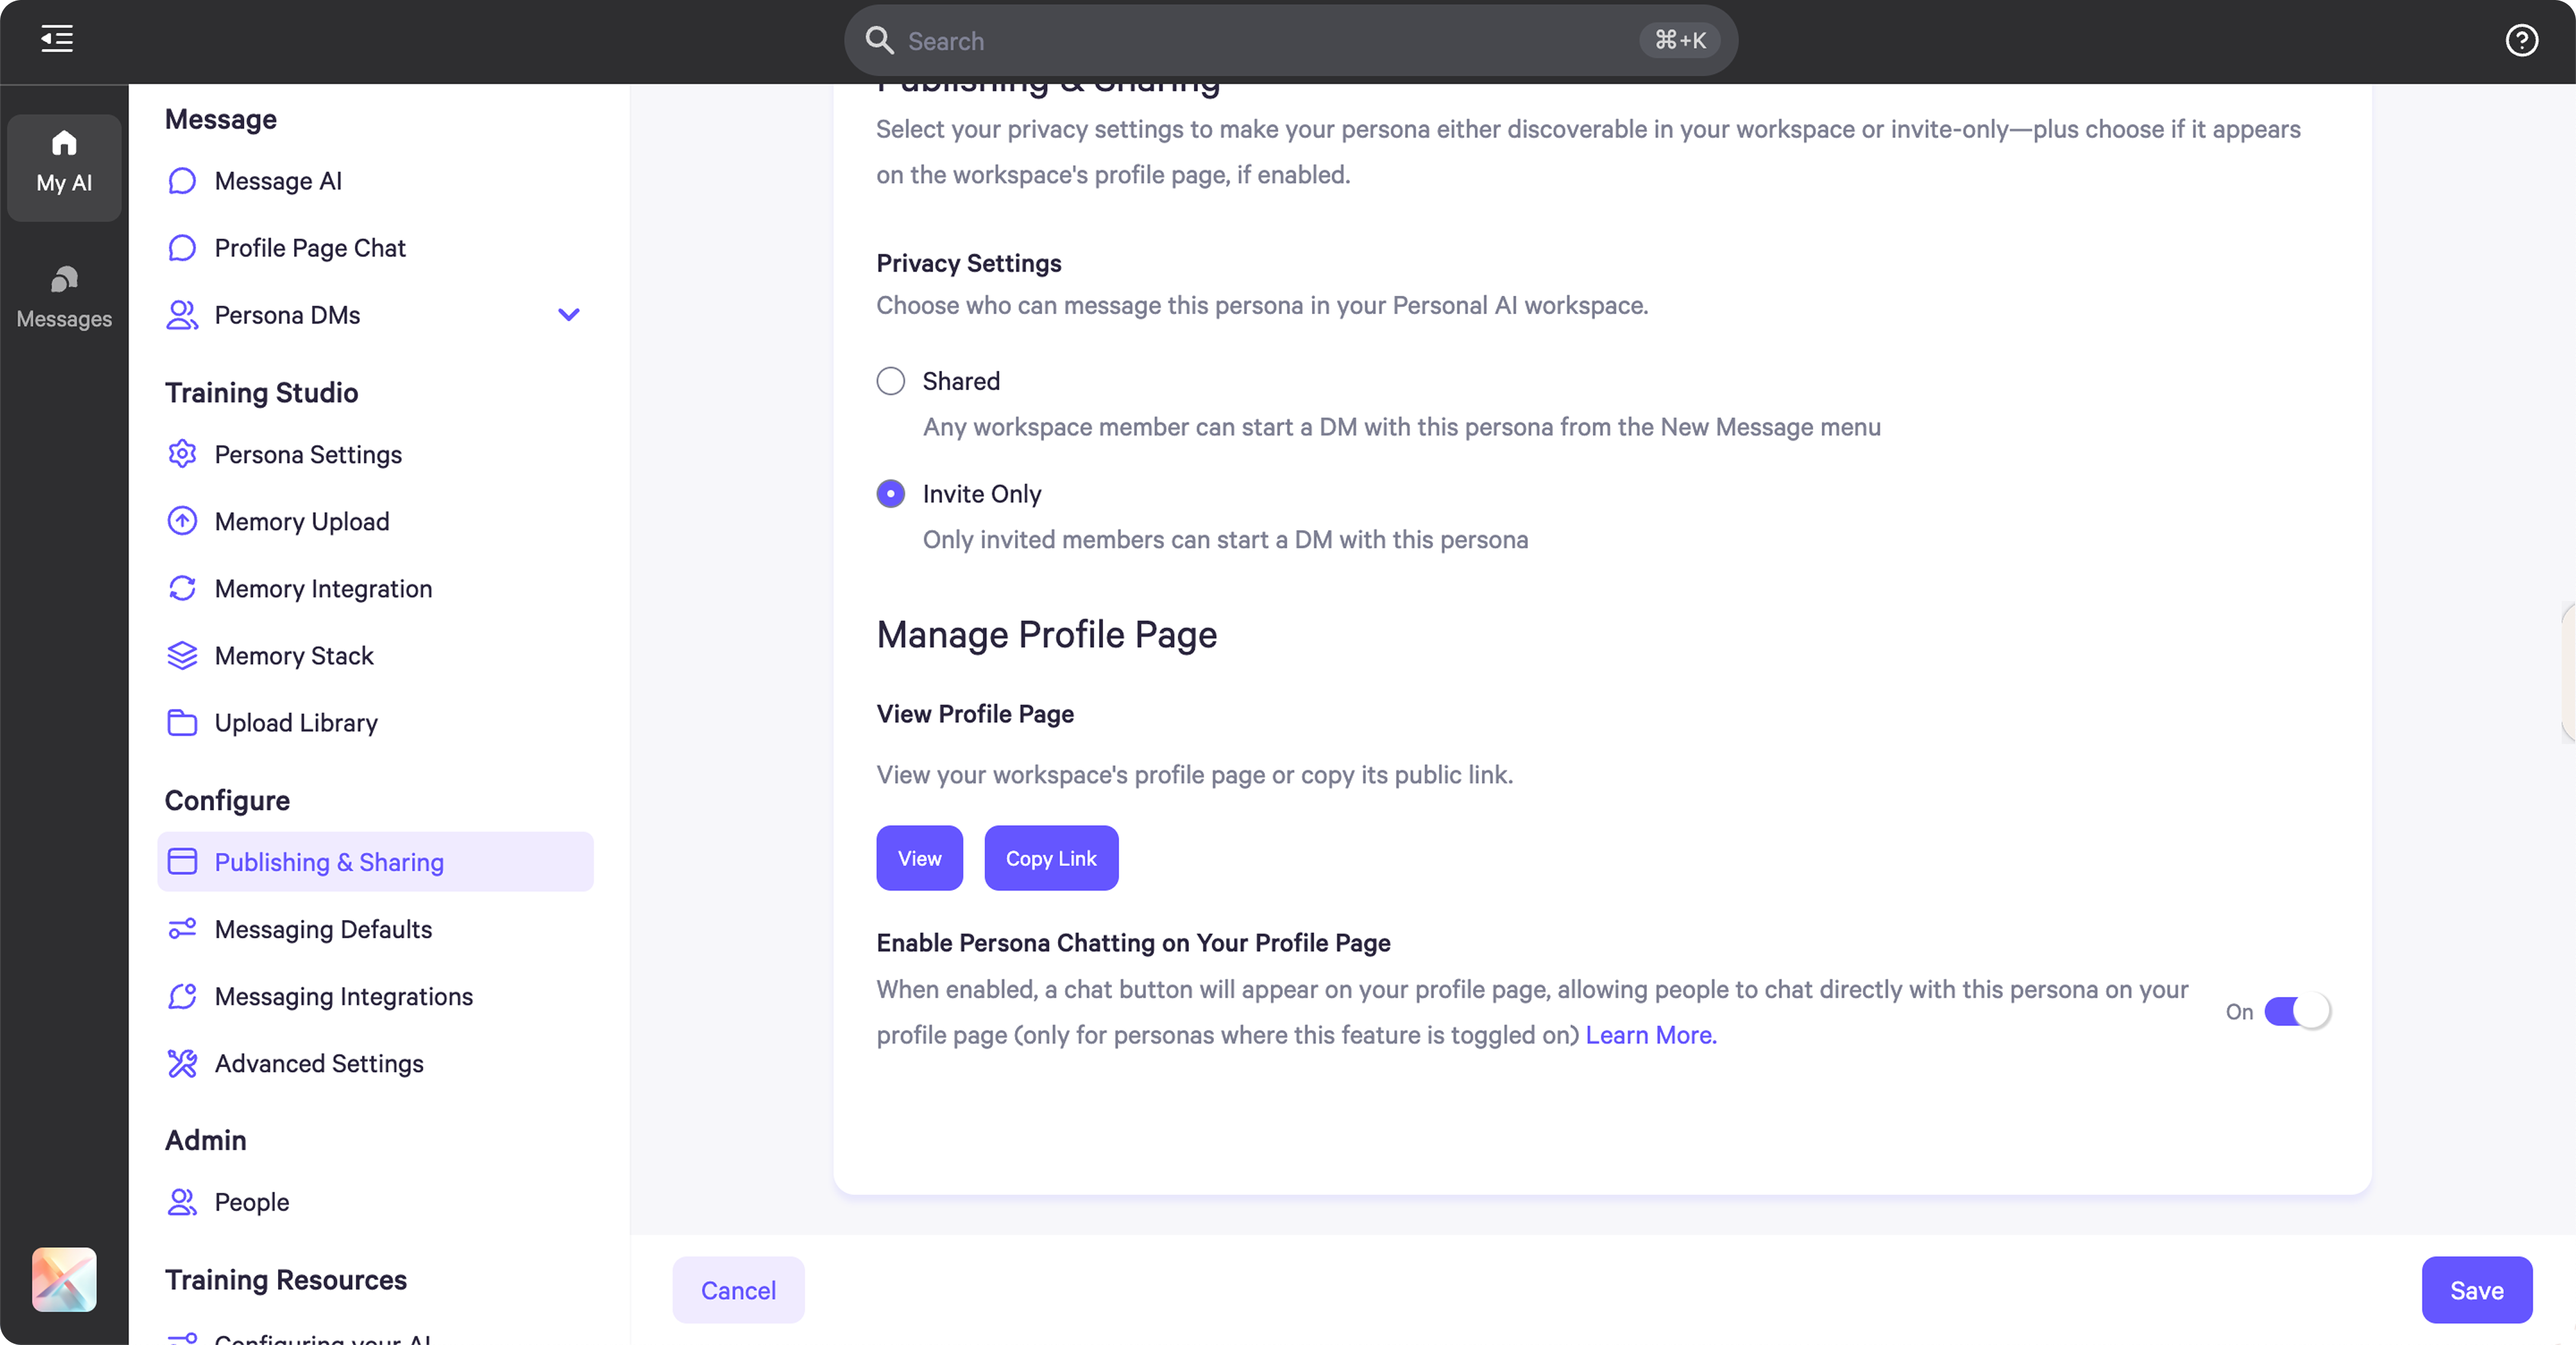 Search
⌘+K
My AI
Messages
Message
Message AI
Profile Page Chat
Persona DMs
Training Studio
Persona Settings
Memory Upload
Memory Integration
Memory Stack
Upload Library
Configure
Publishing & Sharing
Messaging Defaults
Messaging Integrations
Advanced Settings
Admin
People
Training Resources
Configuring your AI
Publishing & Sharing
Select your privacy settings to make your persona either discoverable in your workspace or invite-only—plus choose if it appears
on the workspace's profile page, if enabled.
Privacy Settings
Choose who can message this persona in your Personal AI workspace.
Shared
Any workspace member can start a DM with this persona from the New Message menu
Invite Only
Only invited members can start a DM with this persona
Manage Profile Page
View Profile Page
View your workspace's profile page or copy its public link.
View
Copy Link
Enable Persona Chatting on Your Profile Page
When enabled, a chat button will appear on your profile page, allowing people to chat directly with this persona on your
profile page (only for personas where this feature is toggled on) Learn More.
On
Cancel
Save